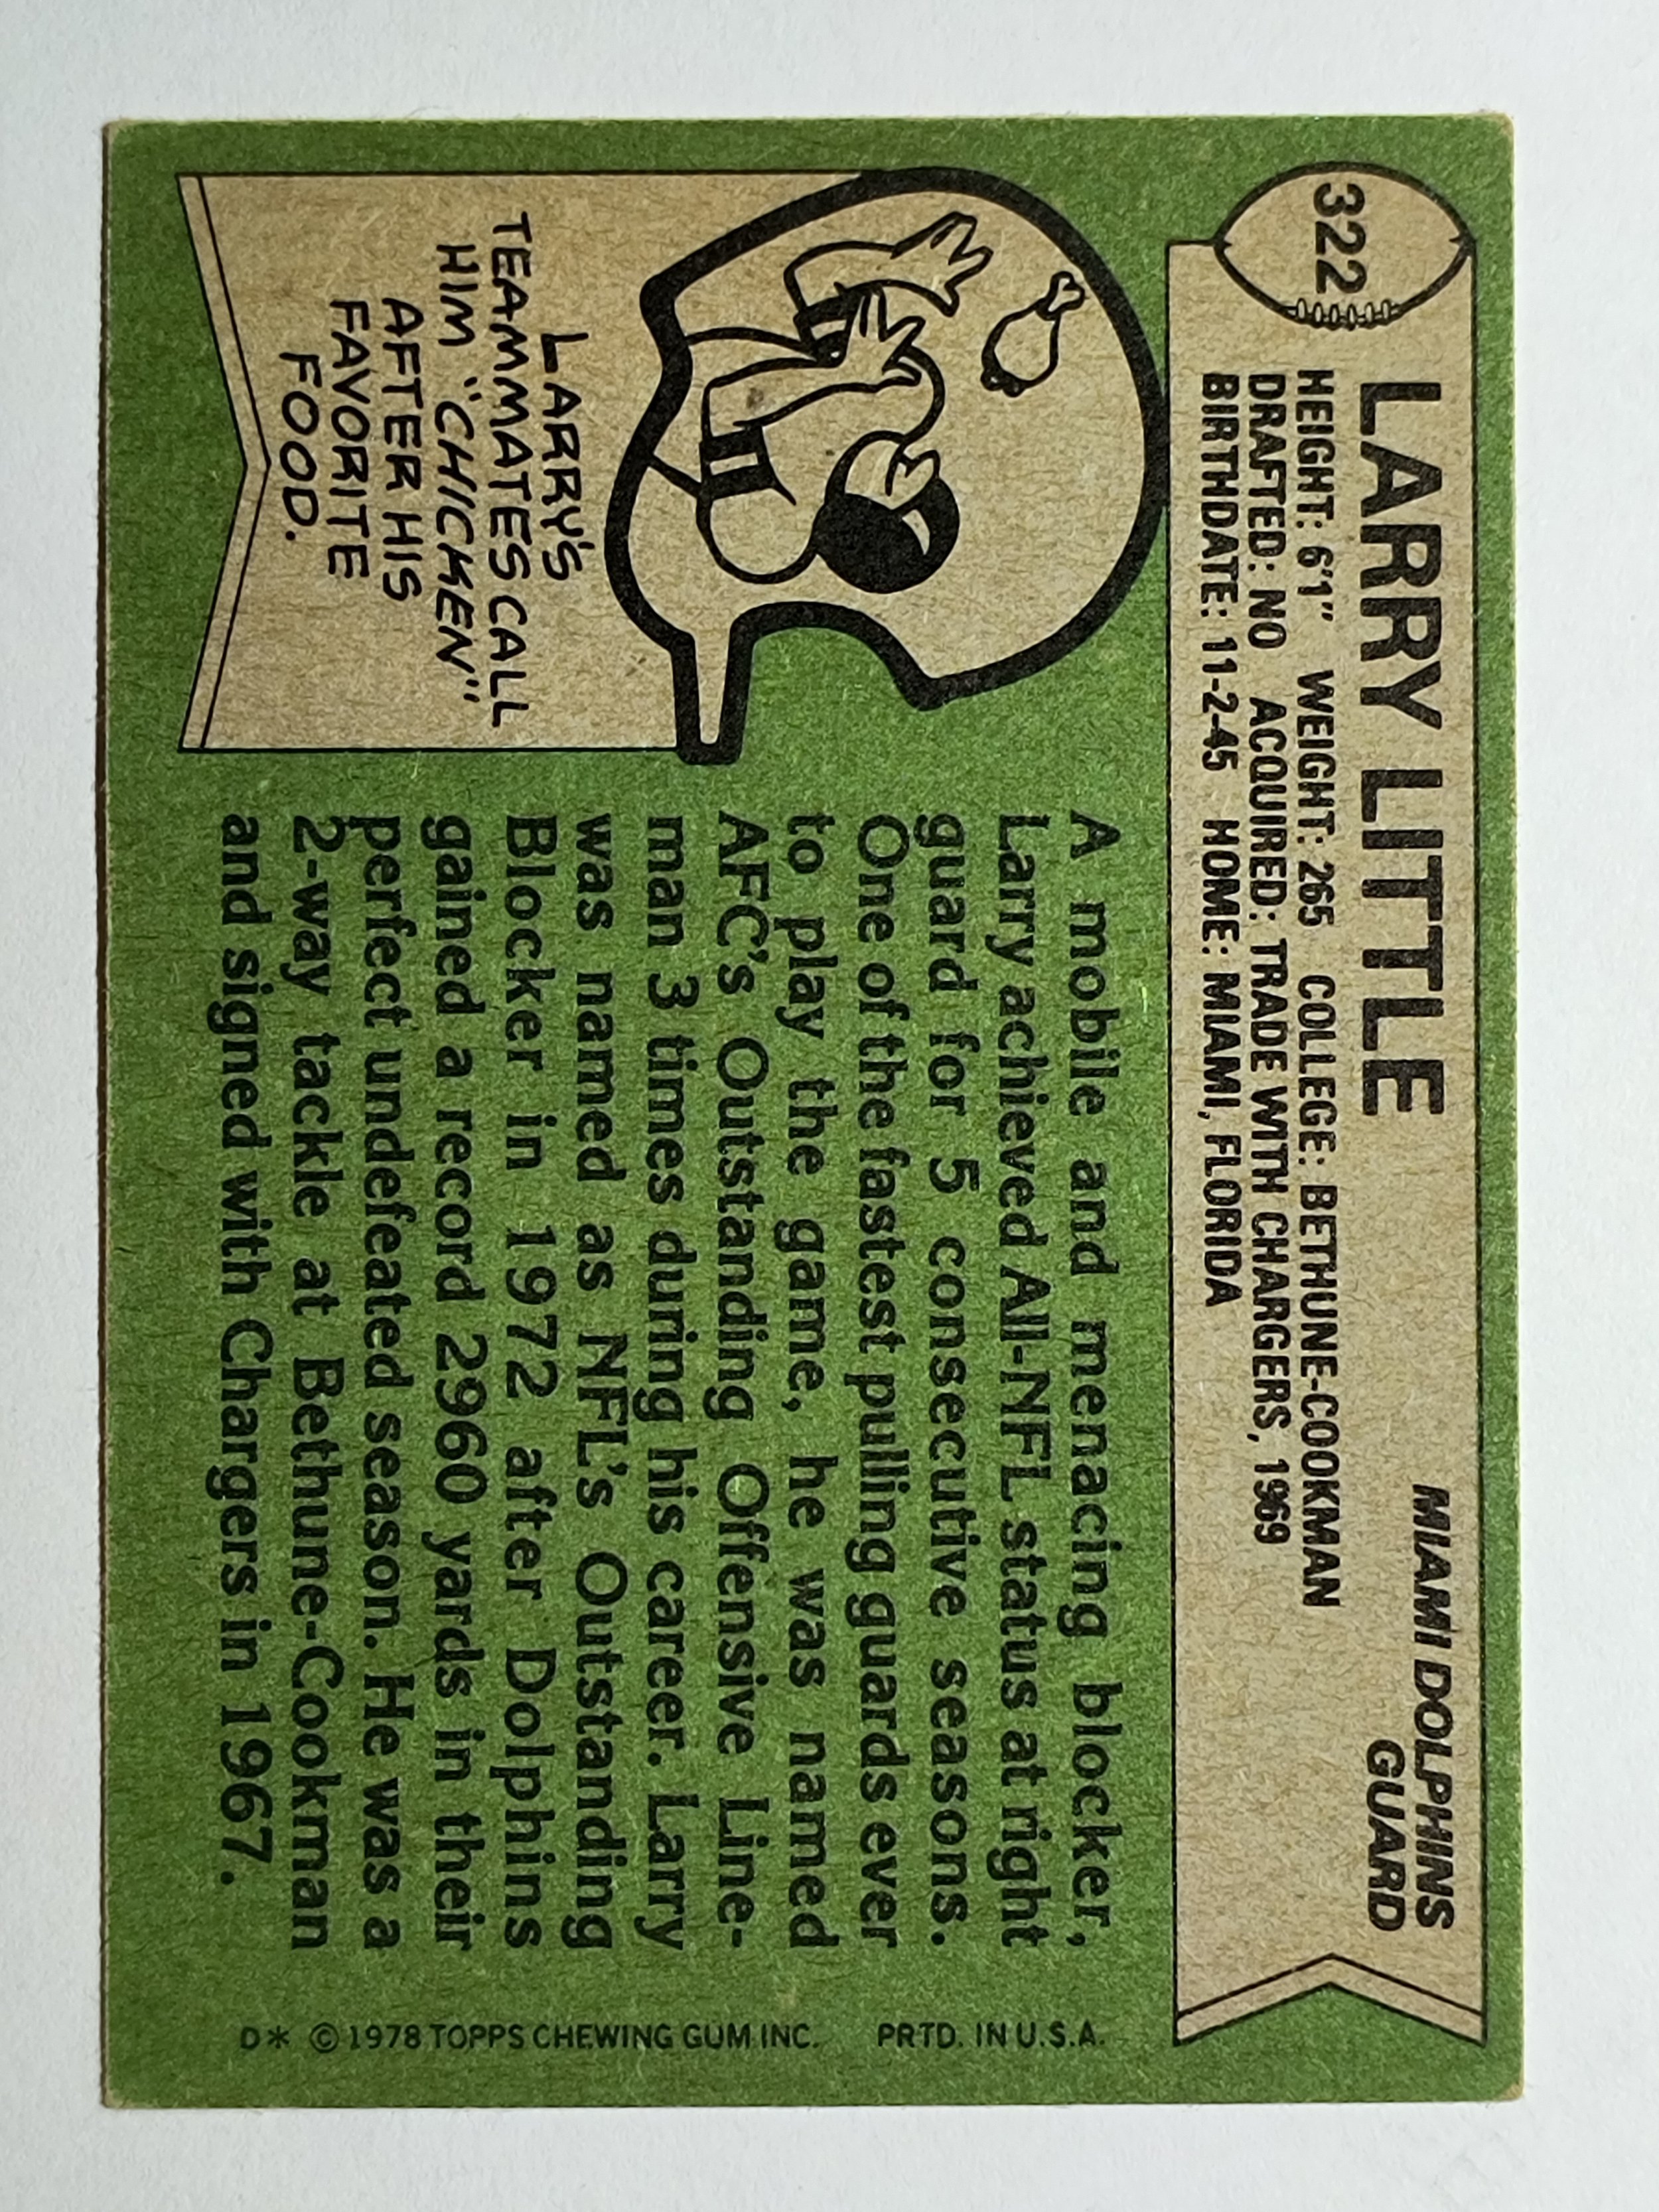 322
LARRY LITTLE
MIAMI DOLPHINS
GUARD
HEIGHT: 6'1" WEIGHT: 265 COLLEGE: BETHUNE-COOKMAN
DRAFTED: NO ACQUIRED: TRADE WITH CHARGERS, 1969
BIRTHDATE: 11-2-45 HOME: MIAMI, FLORIDA
LARRY'S
TEAMMATES CALL
HIM "CHICKEN"
AFTER HIS
FAVORITE
FOOD.
A mobile and menacing blocker,
Larry achieved All-NFL status at right
guard for 5 consecutive seasons.
One of the fastest pulling guards ever
to play the game, he was named
AFC's Outstanding Offensive Line-
man 3 times during his career. Larry
was named as NFL's Outstanding
Blocker in 1972 after Dolphins
gained a record 2960 yards in their
perfect undefeated season. He was a
2-way tackle at Bethune-Cookman
and signed with Chargers in 1967.
D* © 1978 TOPPS CHEWING GUM INC. PRTD. IN U.S.A.